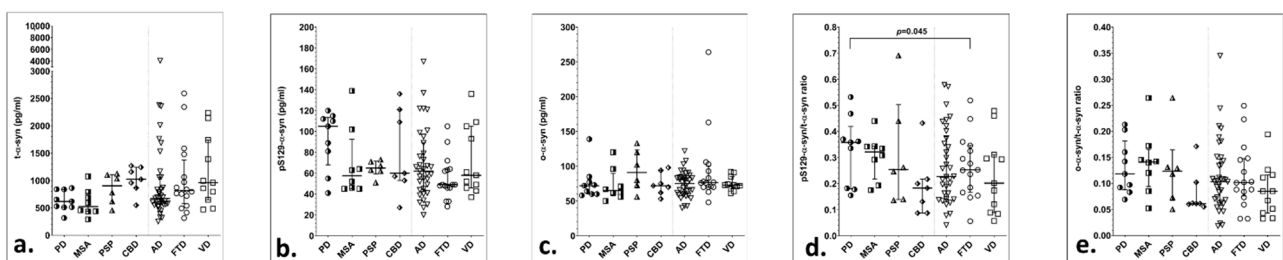 10000
8000
6000
4000
3000
2500
2000
1500
1000
500
0
t-α-syn (pg/ml)
PD MSA PSP CBD AD FTD VD
a.
200
180
160
140
120
100
80
60
40
20
0
pS129-α-syn (pg/ml)
PD MSA PSP CBD AD FTD VD
b.
300
250
200
150
100
50
0
o-α-syn (pg/ml)
PD MSA PSP CBD AD FTD VD
c.
0.8
0.7
0.6
0.5
0.4
0.3
0.2
0.1
0.0
pS129-α-syn/t-α-syn ratio
p=0.045
PD MSA PSP CBD AD FTD VD
d.
0.40
0.35
0.30
0.25
0.20
0.15
0.10
0.05
0.00
o-α-syn/t-α-syn ratio
PD MSA PSP CBD AD FTD VD
e.